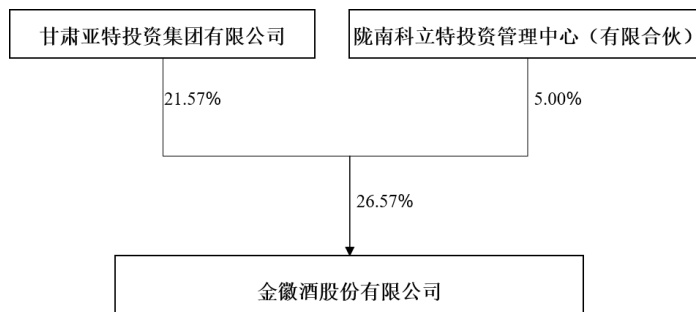 甘肃亚特投资集团有限公司
陇南科立特投资管理中心（有限合伙）
21.57%
5.00%
26.57%
金徽酒股份有限公司